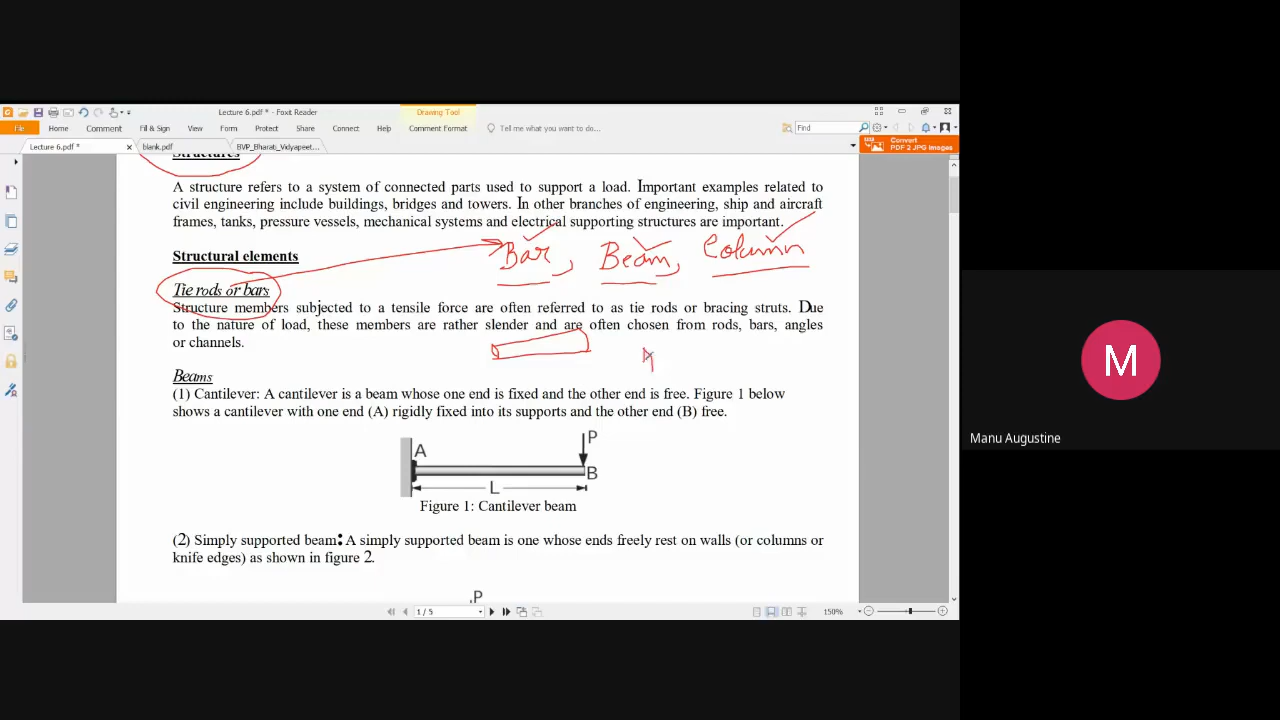 Lecture 6.pdf * - Foxit Reader
Drawing Tool
File Home Comment Fill & Sign View Form Protect Share Connect Help Comment Format Tell me what you want to do... Find
Lecture 6.pdf * blank.pdf BVP_Bharati_Vidyapeet...
Convert
PDF 2 JPG Images
Structures
A structure refers to a system of connected parts used to support a load. Important examples related to
civil engineering include buildings, bridges and towers. In other branches of engineering, ship and aircraft
frames, tanks, pressure vessels, mechanical systems and electrical supporting structures are important.
Structural elements
Bar, Beam, Column
Tie rods or bars
Structure members subjected to a tensile force are often referred to as tie rods or bracing struts. Due
to the nature of load, these members are rather slender and are often chosen from rods, bars, angles
or channels.
Beams
(1) Cantilever: A cantilever is a beam whose one end is fixed and the other end is free. Figure 1 below
shows a cantilever with one end (A) rigidly fixed into its supports and the other end (B) free.
P
A
B
L
Figure 1: Cantilever beam
(2) Simply supported beam: A simply supported beam is one whose ends freely rest on walls (or columns or
knife edges) as shown in figure 2.
P
1 / 5
150%
M
Manu Augustine